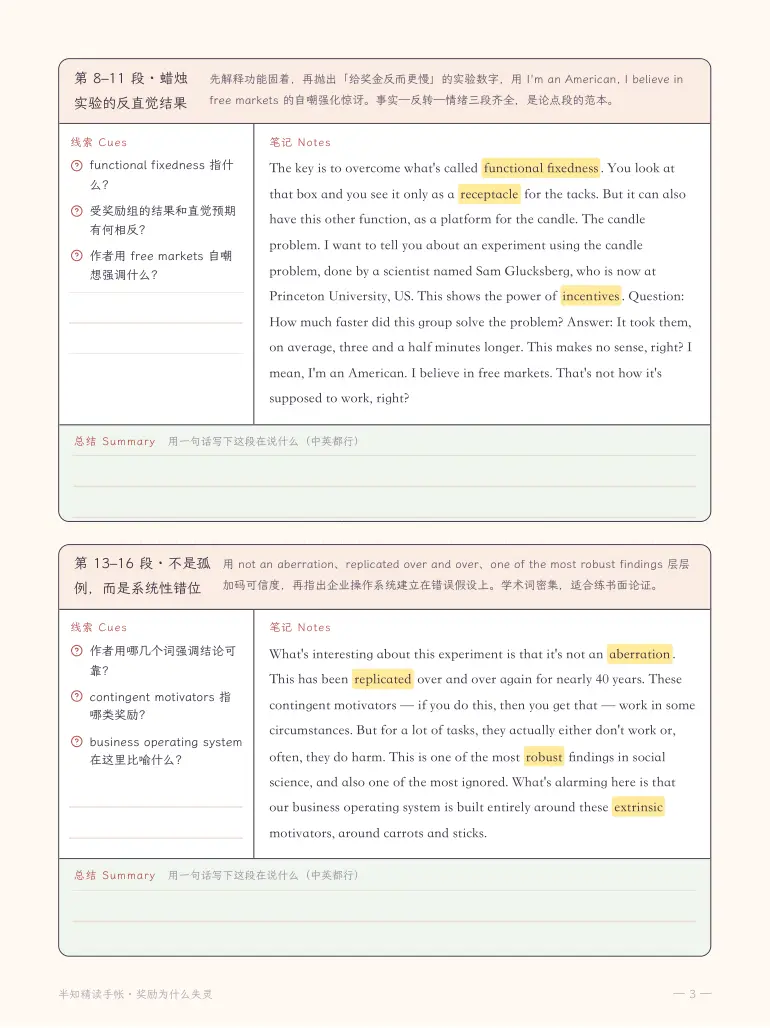 第 8–11 段·蜡烛
实验的反直觉结果
先解释功能固着，再抛出「给奖金反而更慢」的实验数字，用 I'm an American, I believe in
free markets 的自嘲强化惊讶。事实—反转—情绪三段齐全，是论点段的范本。
线索 Cues
functional fixedness 指什
么？
受奖励组的结果和直觉预期
有何相反？
作者用 free markets 自嘲
想强调什么？
笔记 Notes
The key is to overcome what's called functional fixedness. You look at
that box and you see it only as a receptacle for the tacks. But it can also
have this other function, as a platform for the candle. The candle
problem. I want to tell you about an experiment using the candle
problem, done by a scientist named Sam Glucksberg, who is now at
Princeton University, US. This shows the power of incentives. Question:
How much faster did this group solve the problem? Answer: It took them,
on average, three and a half minutes longer. This makes no sense, right? I
mean, I'm an American. I believe in free markets. That's not how it's
supposed to work, right?
总结 Summary 用一句话写下这段在说什么（中英都行）
第 13–16 段·不是孤
例，而是系统性错位
用 not an aberration、replicated over and over、one of the most robust findings 层层
加码可信度，再指出企业操作系统建立在错误假设上。学术词密集，适合练书面论证。
线索 Cues
作者用哪几个词强调结论可
靠？
contingent motivators 指
哪类奖励？
business operating system
在这里比喻什么？
笔记 Notes
What's interesting about this experiment is that it's not an aberration.
This has been replicated over and over again for nearly 40 years. These
contingent motivators — if you do this, then you get that — work in some
circumstances. But for a lot of tasks, they actually either don't work or,
often, they do harm. This is one of the most robust findings in social
science, and also one of the most ignored. What's alarming here is that
our business operating system is built entirely around these extrinsic
motivators, around carrots and sticks.
总结 Summary 用一句话写下这段在说什么（中英都行）
半知精读手帐·奖励为什么失灵
— 3 —